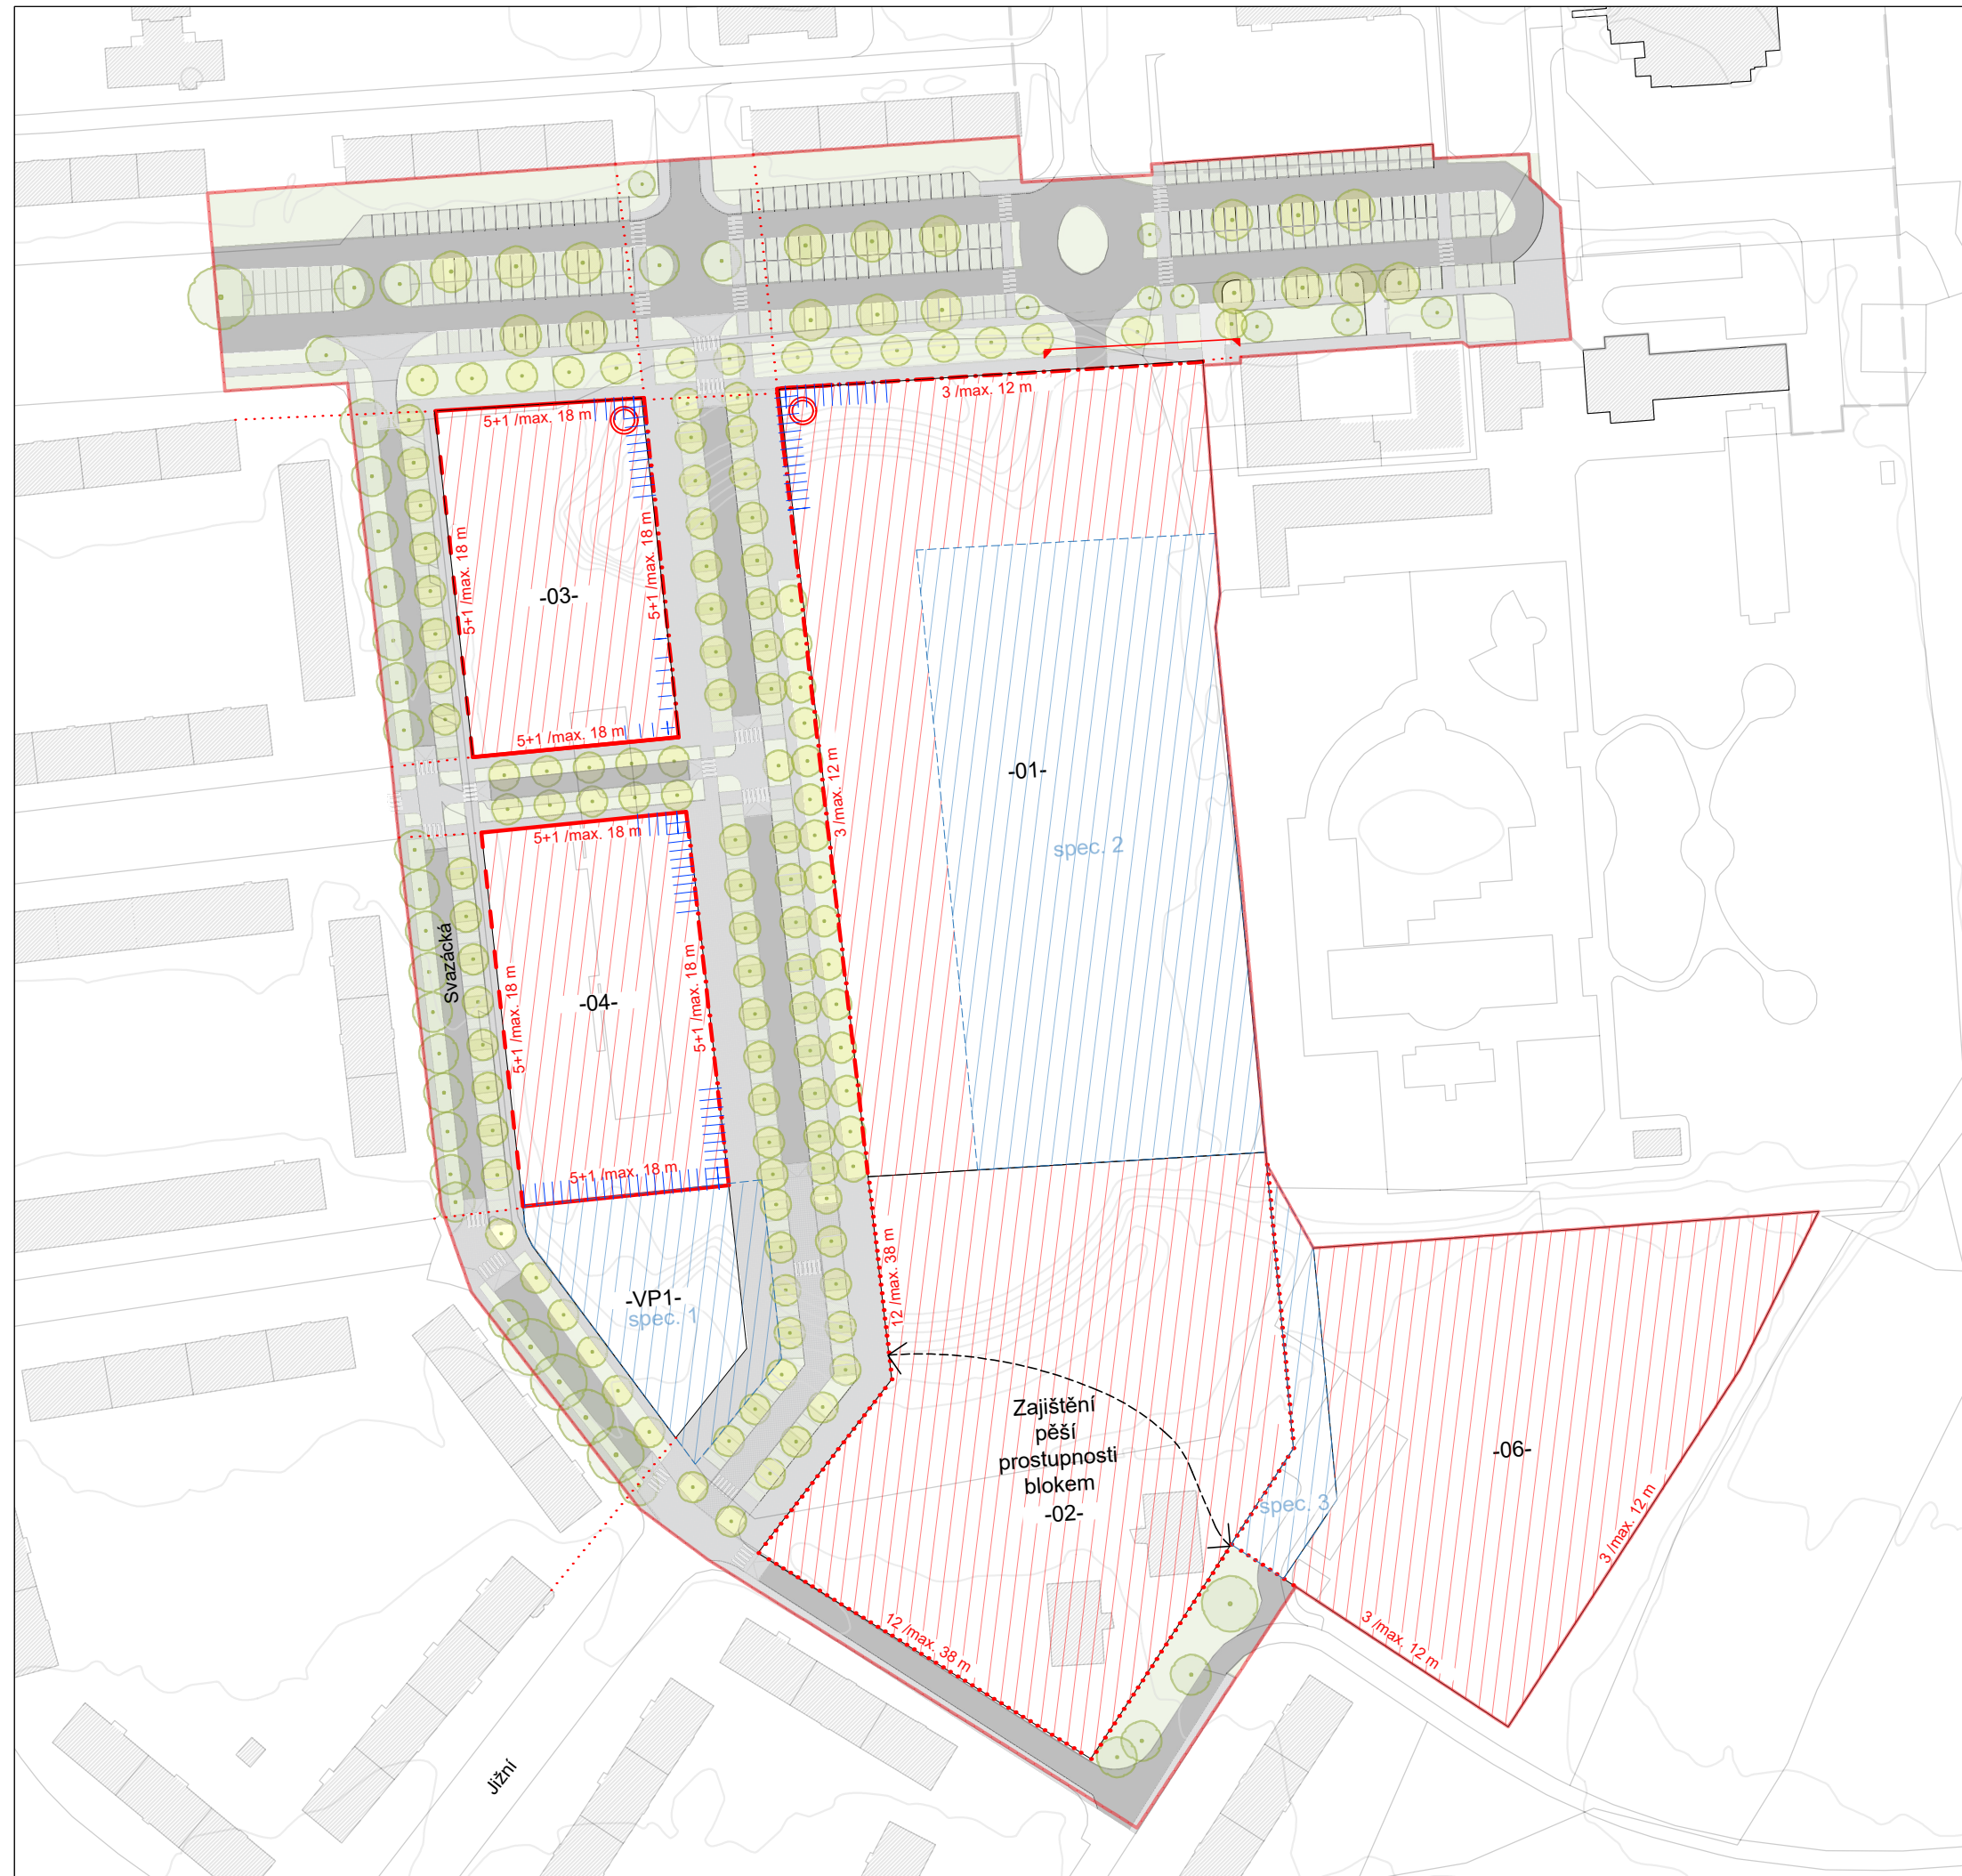 3 /max. 12 m
5+1 /max. 18 m
5+1 /max. 18 m
5+1 /max. 18 m
-03-
5+1 /max. 18 m
-01-
3 /max. 12 m
spec. 2
5+1 /max. 18 m
Svazácká
5+1 /max. 18 m
-04-
5+1 /max. 18 m
5+1 /max. 18 m
12 /max. 38 m
-VP1-
spec. 1
Zajištění
pěší
prostupnosti
blokem
-02-
-06-
spec. 3
3 /max. 12 m
3 /max. 12 m
12 /max. 38 m
Jižní